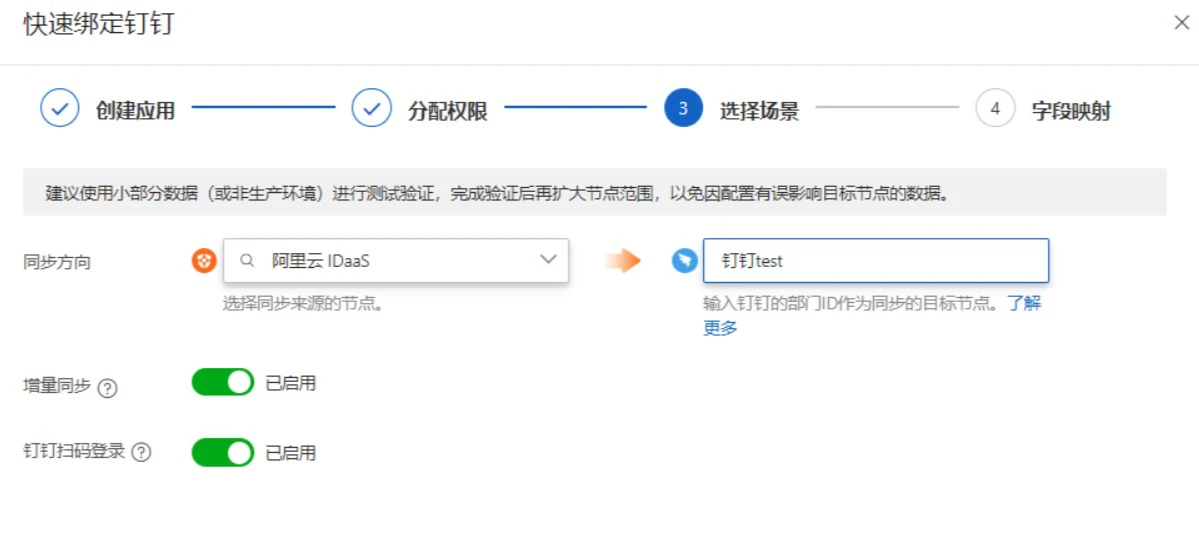 快速绑定钉钉
创建应用
分配权限
3 选择场景
4 字段映射
建议使用小部分数据（或非生产环境）进行测试验证，完成验证后再扩大节点范围，以免因配置有误影响目标节点的数据。
同步方向
阿里云 IDaaS
钉钉test
选择同步来源的节点。
输入钉钉的部门ID作为同步的目标节点。了解
更多
增量同步 ?
已启用
钉钉扫码登录 ?
已启用